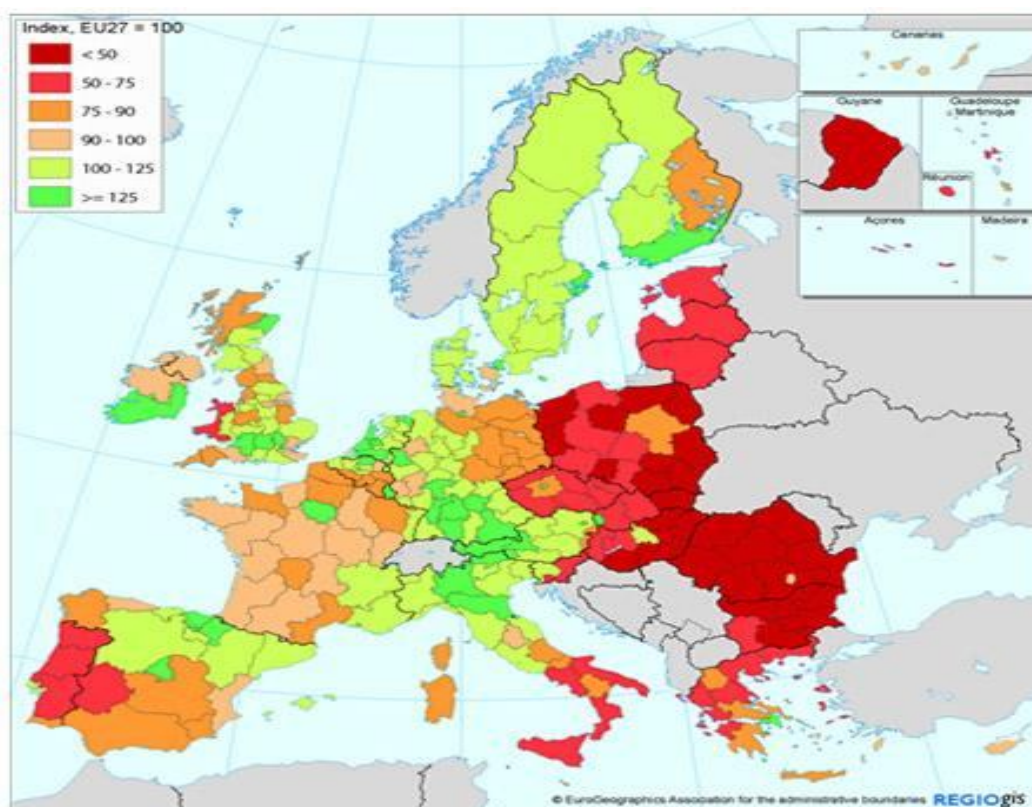 Index, EU27 = 100
< 50
50 - 75
75 - 90
90 - 100
100 - 125
>= 125
Canarias
Guyane
Guadeloupe
Martinique
Réunion
Açores
Madeira
© EuroGeographics Association for the administrative boundaries
REGIOgis